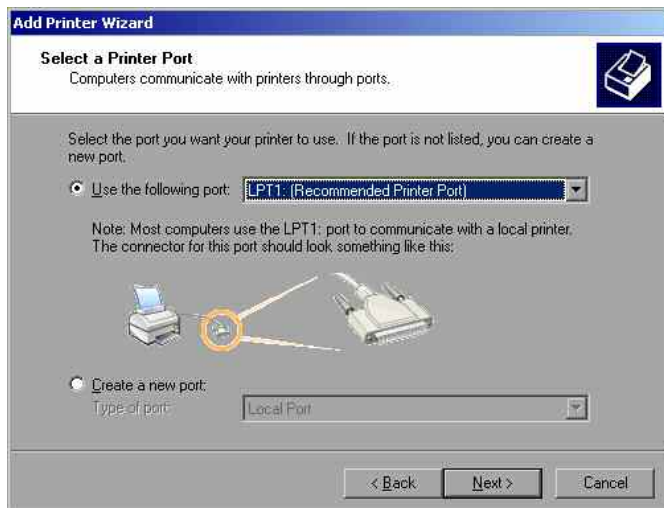 Add Printer Wizard
Select a Printer Port
Computers communicate with printers through ports.
Select the port you want your printer to use. If the port is not listed, you can create a
new port.
Use the following port: LPT1: (Recommended Printer Port)
Note: Most computers use the LPT1: port to communicate with a local printer.
The connector for this port should look something like this:
Create a new port:
Type of port: Local Port
< Back Next > Cancel